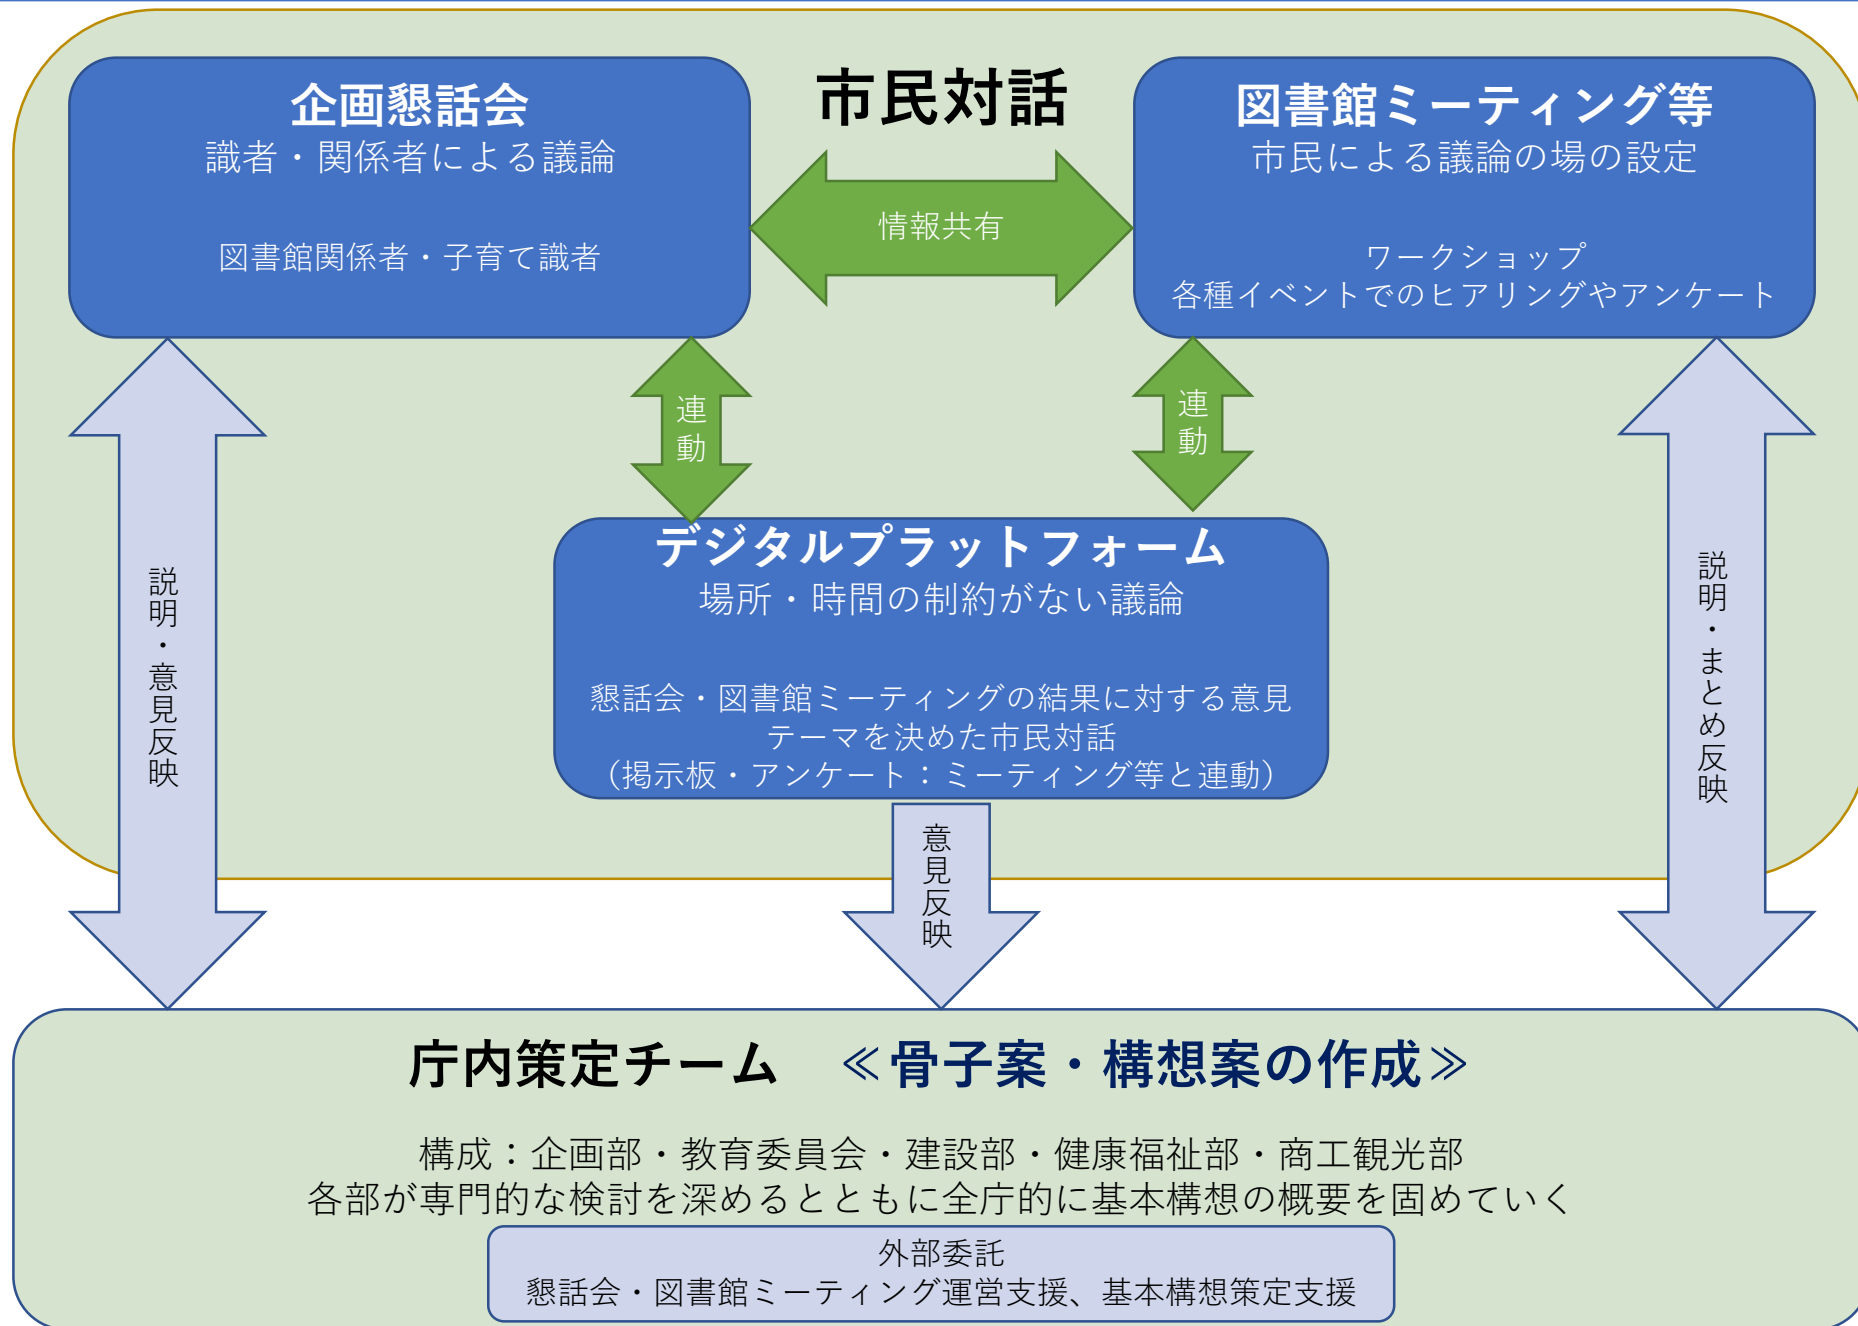 市民対話
企画懇話会
識者・関係者による議論
図書館関係者・子育て識者
情報共有
図書館ミーティング等
市民による議論の場の設定
ワークショップ
各種イベントでのヒアリングやアンケート
連動
連動
デジタルプラットフォーム
場所・時間の制約がない議論
懇話会・図書館ミーティングの結果に対する意見
テーマを決めた市民対話
（掲示板・アンケート：ミーティング等と連動）
説明・意見反映
意見反映
説明・まとめ反映
庁内策定チーム　≪骨子案・構想案の作成≫
構成：企画部・教育委員会・建設部・健康福祉部・商工観光部
各部が専門的な検討を深めるとともに全庁的に基本構想の概要を固めていく
外部委託
懇話会・図書館ミーティング運営支援、基本構想策定支援